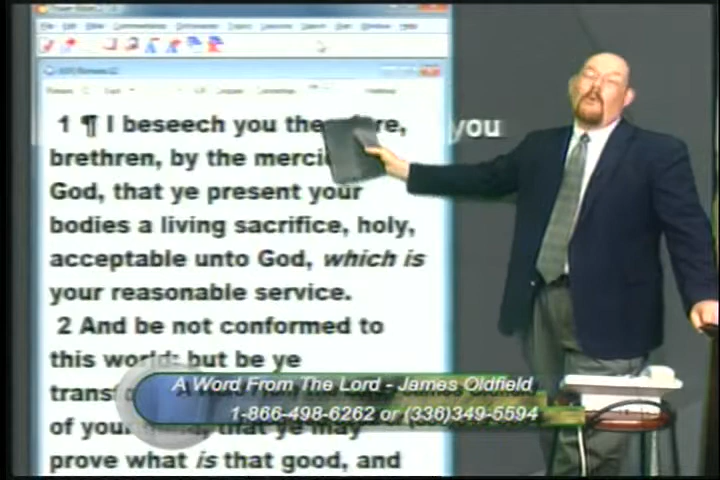 1 ¶ I beseech you the re,
you
brethren, by the merci
God, that ye present your
bodies a living sacrifice, holy,
acceptable unto God, which is
your reasonable service.
2 And be not conformed to
this world: but be ye
trans
A Word From The Lord - James Oldfield
1-866-498-6262 or (336)349-5594
of your that ye may
prove what is that good, and